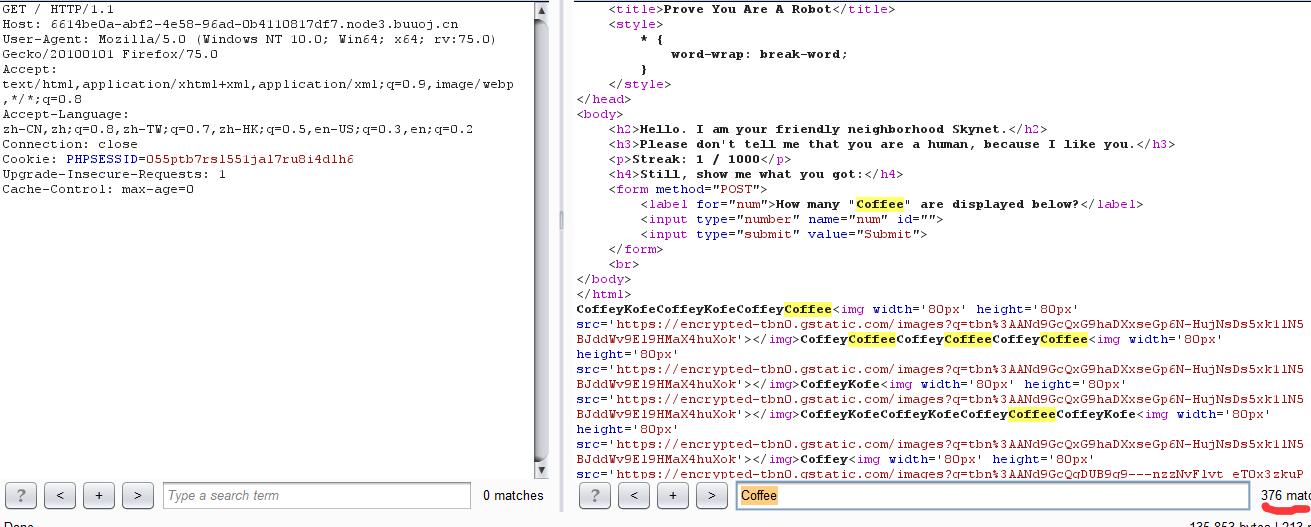 GET / HTTP/1.1
Host: 6614be0a-abf2-4e58-96ad-0b4110817df7.node3.buuoj.cn
User-Agent: Mozilla/5.0 (Windows NT 10.0; Win64; x64; rv:75.0)
Gecko/20100101 Firefox/75.0
Accept:
text/html,application/xhtml+xml,application/xml;q=0.9,image/webp
,*/*;q=0.8
Accept-Language:
zh-CN,zh;q=0.8,zh-TW;q=0.7,zh-HK;q=0.5,en-US;q=0.3,en;q=0.2
Connection: close
Cookie: PHPSESSID=055ptb7rsl551jal7ru8i4dlh6
Upgrade-Insecure-Requests: 1
Cache-Control: max-age=0
? < + > Type a search term 0 matches
Done
<title>Prove You Are A Robot</title>
<style>
* {
word-wrap: break-word;
}
</style>
</head>
<body>
<h2>Hello. I am your friendly neighborhood Skynet.</h2>
<h3>Please don't tell me that you are a human, because I like you.</h3>
<p>Streak: 1 / 1000</p>
<h4>Still, show me what you got:</h4>
<form method="POST">
<label for="num">How many "Coffee" are displayed below?</label>
<input type="number" name="num" id="">
<input type="submit" value="Submit">
</form>
<br>
</body>
</html>
CoffeyKofeCoffeyKofeCoffeyCoffee<img width='80px' height='80px'
src='https://encrypted-tbn0.gstatic.com/images?q=tbn%3AANd9GcQxG9haDXxseGp6N-HujNsDs5xk1lN5
BJddWv9El9HMaX4huXok'></img>CoffeyCoffeeCoffeyCoffeeCoffeyCoffee<img width='80px'
height='80px'
src='https://encrypted-tbn0.gstatic.com/images?q=tbn%3AANd9GcQxG9haDXxseGp6N-HujNsDs5xk1lN5
BJddWv9El9HMaX4huXok'></img>CoffeyKofe<img width='80px' height='80px'
src='https://encrypted-tbn0.gstatic.com/images?q=tbn%3AANd9GcQxG9haDXxseGp6N-HujNsDs5xk1lN5
BJddWv9El9HMaX4huXok'></img>CoffeyKofeCoffeyKofeCoffeyCoffeeCoffeyKofe<img width='80px'
height='80px'
src='https://encrypted-tbn0.gstatic.com/images?q=tbn%3AANd9GcQxG9haDXxseGp6N-HujNsDs5xk1lN5
BJddWv9El9HMaX4huXok'></img>Coffey<img width='80px' height='80px'
src='https://encrypted-tbn0.gstatic.com/images?q=tbn%3AANd9GcQgDUB9g9---nzzNvFlvt_eTOx3zkuP
? < + > Coffee 376 matc
135,853 bytes | 213